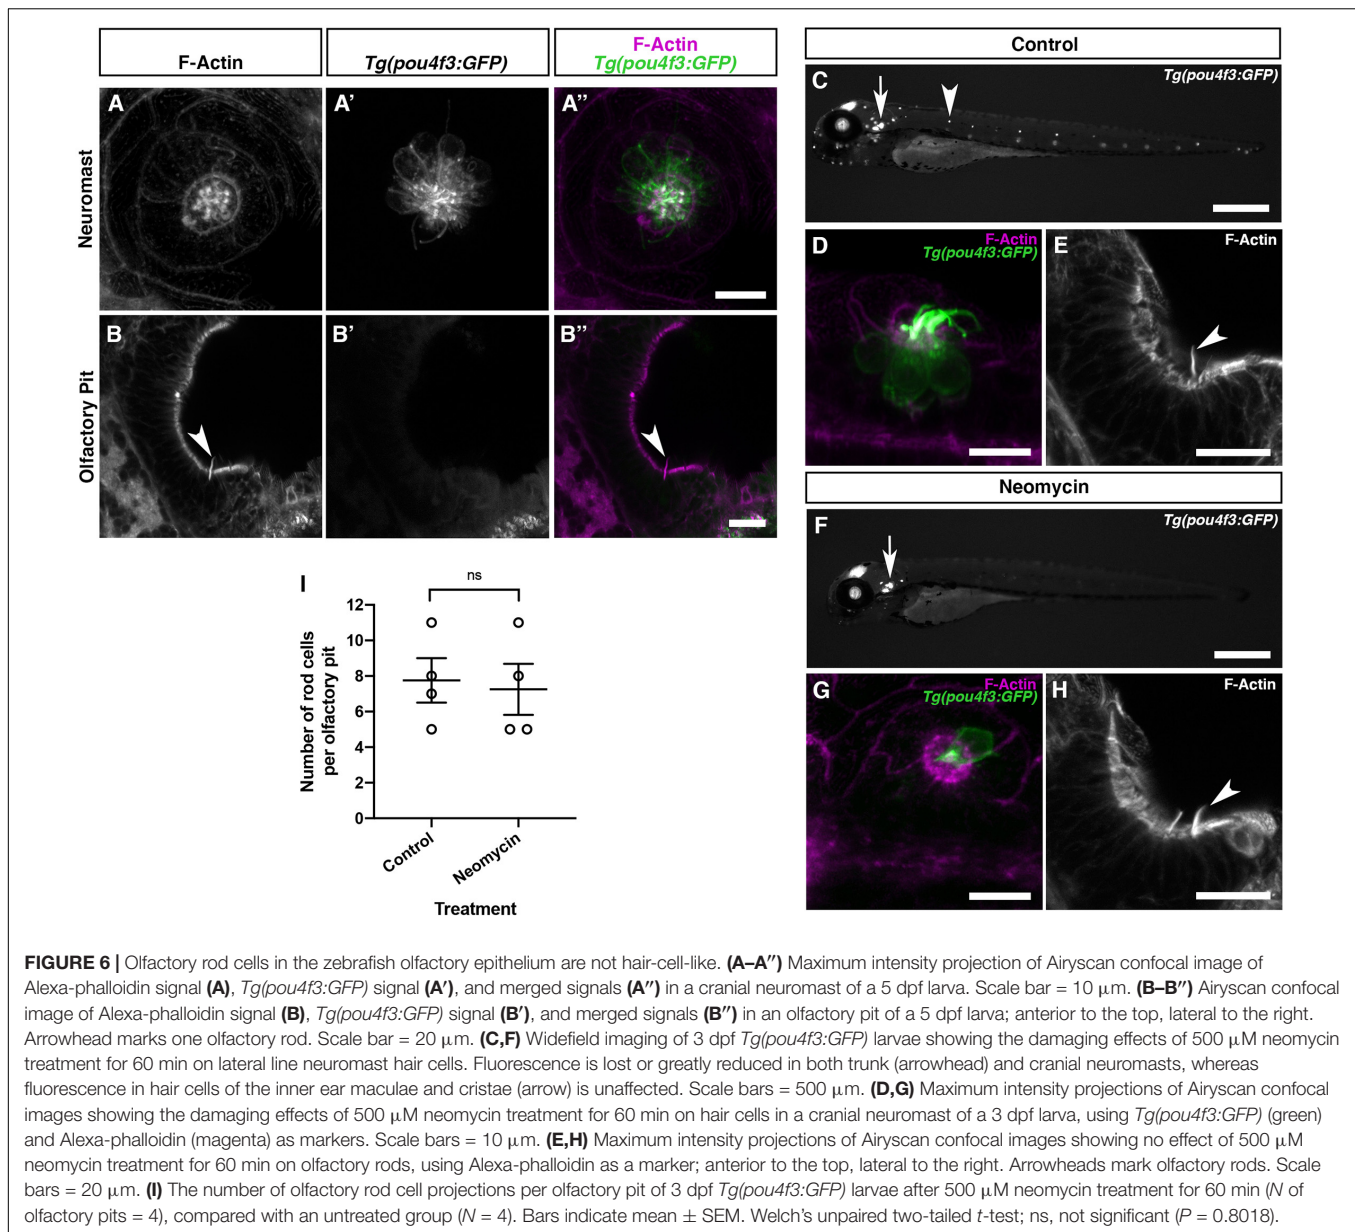 F-Actin
Tg(pou4f3:GFP)
F-Actin
Tg(pou4f3:GFP)
Neuromast
A
A'
A''
Olfactory Pit
B
B'
B''
Control
C
Tg(pou4f3:GFP)
D
F-Actin
Tg(pou4f3:GFP)
E
F-Actin
Neomycin
F
Tg(pou4f3:GFP)
G
F-Actin
Tg(pou4f3:GFP)
H
F-Actin
I
ns
Number of rod cells
per olfactory pit
12
10
8
6
4
2
0
Control
Neomycin
Treatment
FIGURE 6 | Olfactory rod cells in the zebrafish olfactory epithelium are not hair-cell-like. (A–A″) Maximum intensity projection of Airyscan confocal image of
Alexa-phalloidin signal (A), Tg(pou4f3:GFP) signal (A′), and merged signals (A″) in a cranial neuromast of a 5 dpf larva. Scale bar = 10 μm. (B–B″) Airyscan confocal
image of Alexa-phalloidin signal (B), Tg(pou4f3:GFP) signal (B′), and merged signals (B″) in an olfactory pit of a 5 dpf larva; anterior to the top, lateral to the right.
Arrowhead marks one olfactory rod. Scale bar = 20 μm. (C,F) Widefield imaging of 3 dpf Tg(pou4f3:GFP) larvae showing the damaging effects of 500 μM neomycin
treatment for 60 min on lateral line neuromast hair cells. Fluorescence is lost or greatly reduced in both trunk (arrowhead) and cranial neuromasts, whereas
fluorescence in hair cells of the inner ear maculae and cristae (arrow) is unaffected. Scale bars = 500 μm. (D,G) Maximum intensity projections of Airyscan confocal
images showing the damaging effects of 500 μM neomycin treatment for 60 min on hair cells in a cranial neuromast of a 3 dpf larva, using Tg(pou4f3:GFP) (green)
and Alexa-phalloidin (magenta) as markers. Scale bars = 10 μm. (E,H) Maximum intensity projections of Airyscan confocal images showing no effect of 500 μM
neomycin treatment for 60 min on olfactory rods, using Alexa-phalloidin as a marker; anterior to the top, lateral to the right. Arrowheads mark olfactory rods. Scale
bars = 20 μm. (I) The number of olfactory rod cell projections per olfactory pit of 3 dpf Tg(pou4f3:GFP) larvae after 500 μM neomycin treatment for 60 min (N of
olfactory pits = 4), compared with an untreated group (N = 4). Bars indicate mean ± SEM. Welch's unpaired two-tailed t-test; ns, not significant (P = 0.8018).